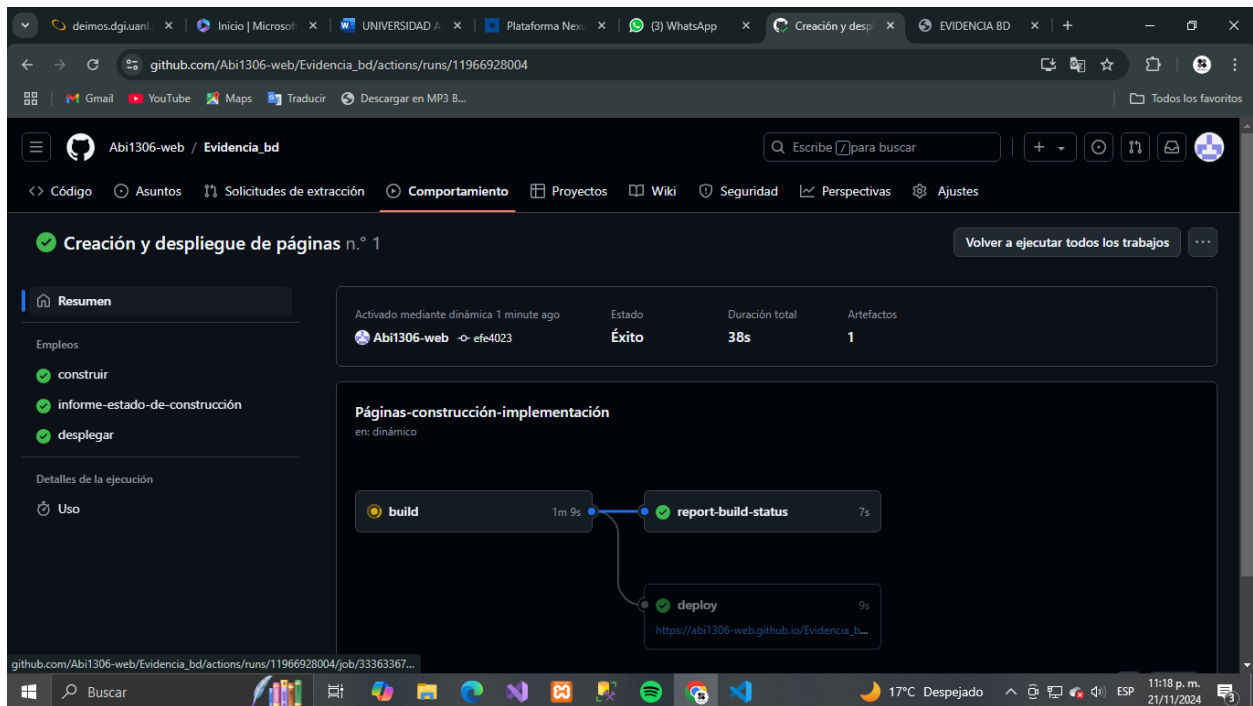 deimos.dgi.uanl.
Inicio | Microsoft
UNIVERSIDAD A
Plataforma Nexu
(3) WhatsApp
Creación y despl
EVIDENCIA BD
github.com/Abi1306-web/Evidencia_bd/actions/runs/11966928004
Gmail
YouTube
Maps
Traducir
Descargar en MP3 B...
Todos los favoritos
Abi1306-web / Evidencia_bd
Escribe / para buscar
Código
Asuntos
Solicitudes de extracción
Comportamiento
Proyectos
Wiki
Seguridad
Perspectivas
Ajustes
Creación y despliegue de páginas n.° 1
Volver a ejecutar todos los trabajos
Resumen
Empleos
construir
informe-estado-de-construcción
desplegar
Detalles de la ejecución
Uso
Activado mediante dinámica 1 minute ago
Abi1306-web efe4023
Estado
Éxito
Duración total
38s
Artefactos
1
Páginas-construcción-implementación
en: dinámico
build 1m 9s
report-build-status 7s
deploy 9s
https://abi1306-web.github.io/Evidencia_b...
github.com/Abi1306-web/Evidencia_bd/actions/runs/11966928004/job/33363367...
Buscar
17°C Despejado
ESP
11:18 p. m.
21/11/2024
3